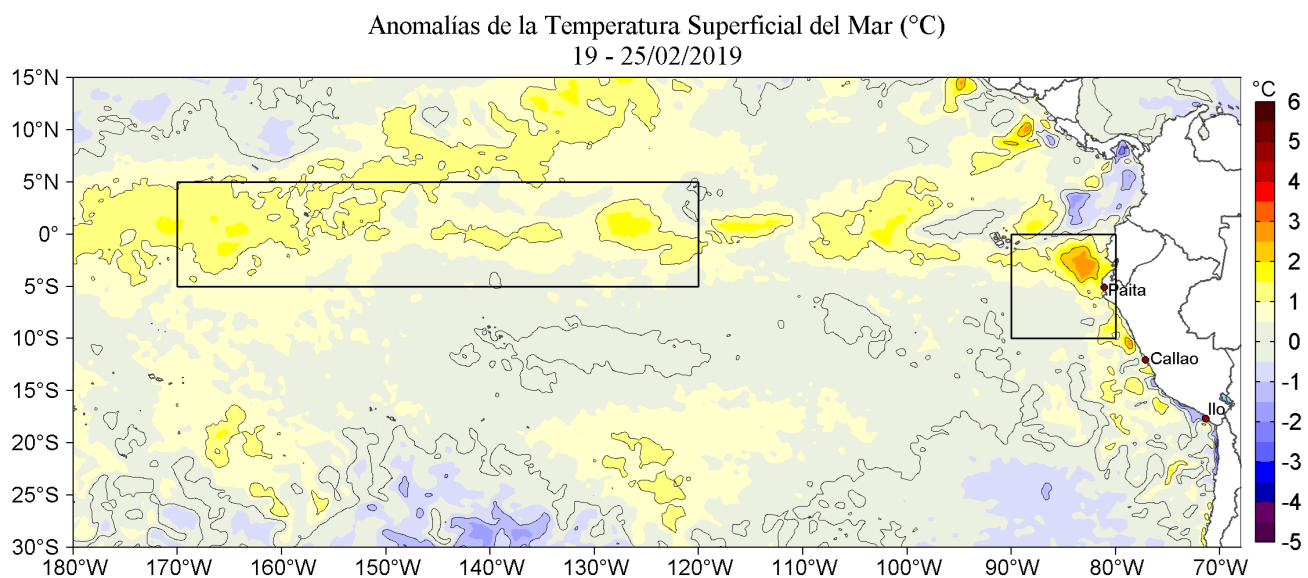 Anomalías de la Temperatura Superficial del Mar (°C)
19 - 25/02/2019
15°N
10°N
5°N
0°
5°S
10°S
15°S
20°S
25°S
30°S
180°W
170°W
160°W
150°W
140°W
130°W
120°W
110°W
100°W
90°W
80°W
70°W
Paita
Callao
Ilo
°C
6
5
4
3
2
1
0
-1
-2
-3
-4
-5